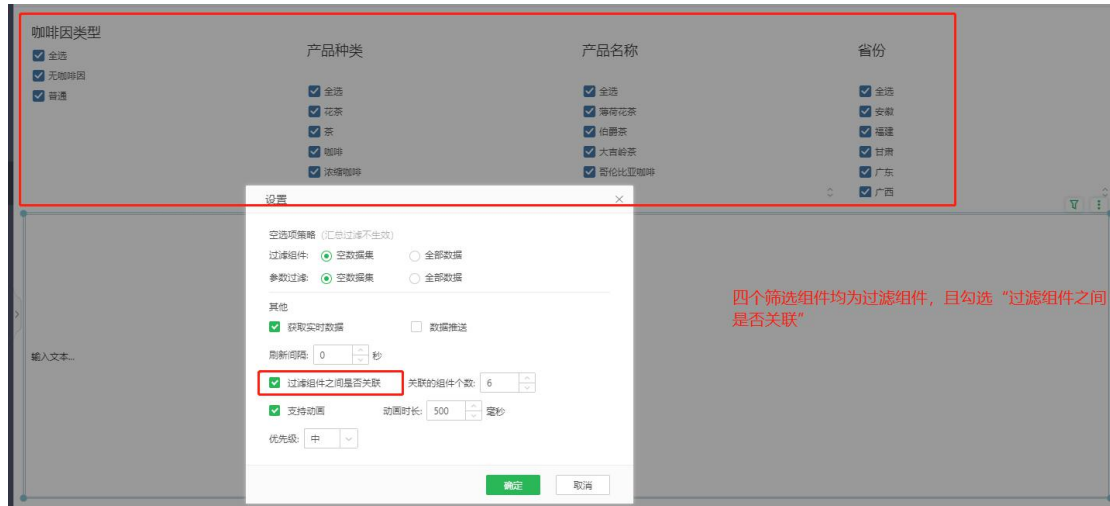 咖啡因类型
全选
无咖啡因
普通
产品种类
全选
花茶
茶
咖啡
浓缩咖啡
产品名称
全选
薄荷花茶
伯爵茶
大吉岭茶
哥伦比亚咖啡
省份
全选
安徽
福建
甘肃
广东
广西
设置
空选项策略 (汇总过滤不生效)
过滤组件: 空数据集 全部数据
参数过滤: 空数据集 全部数据
其他
获取实时数据 数据推送
刷新间隔: 0 秒
过滤组件之间是否关联 关联的组件个数: 6
支持动画 动画时长: 500 毫秒
优先级: 中
确定 取消
输入文本...
四个筛选组件均为过滤组件，且勾选“过滤组件之间
是否关联”